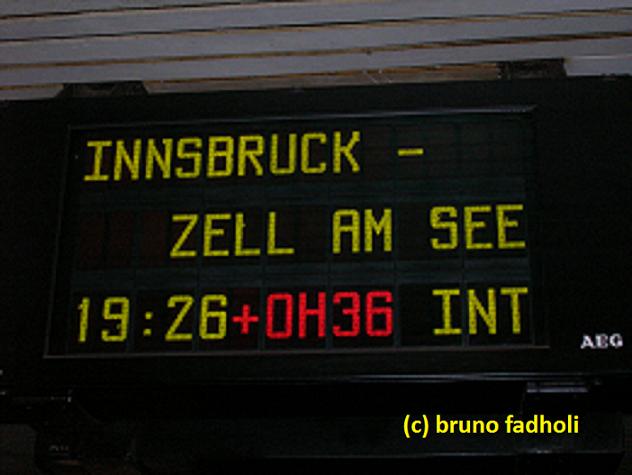 INNSBRUCK -
ZELL AM SEE
19:26+0H36 INT
AEG
(c) bruno fadholi